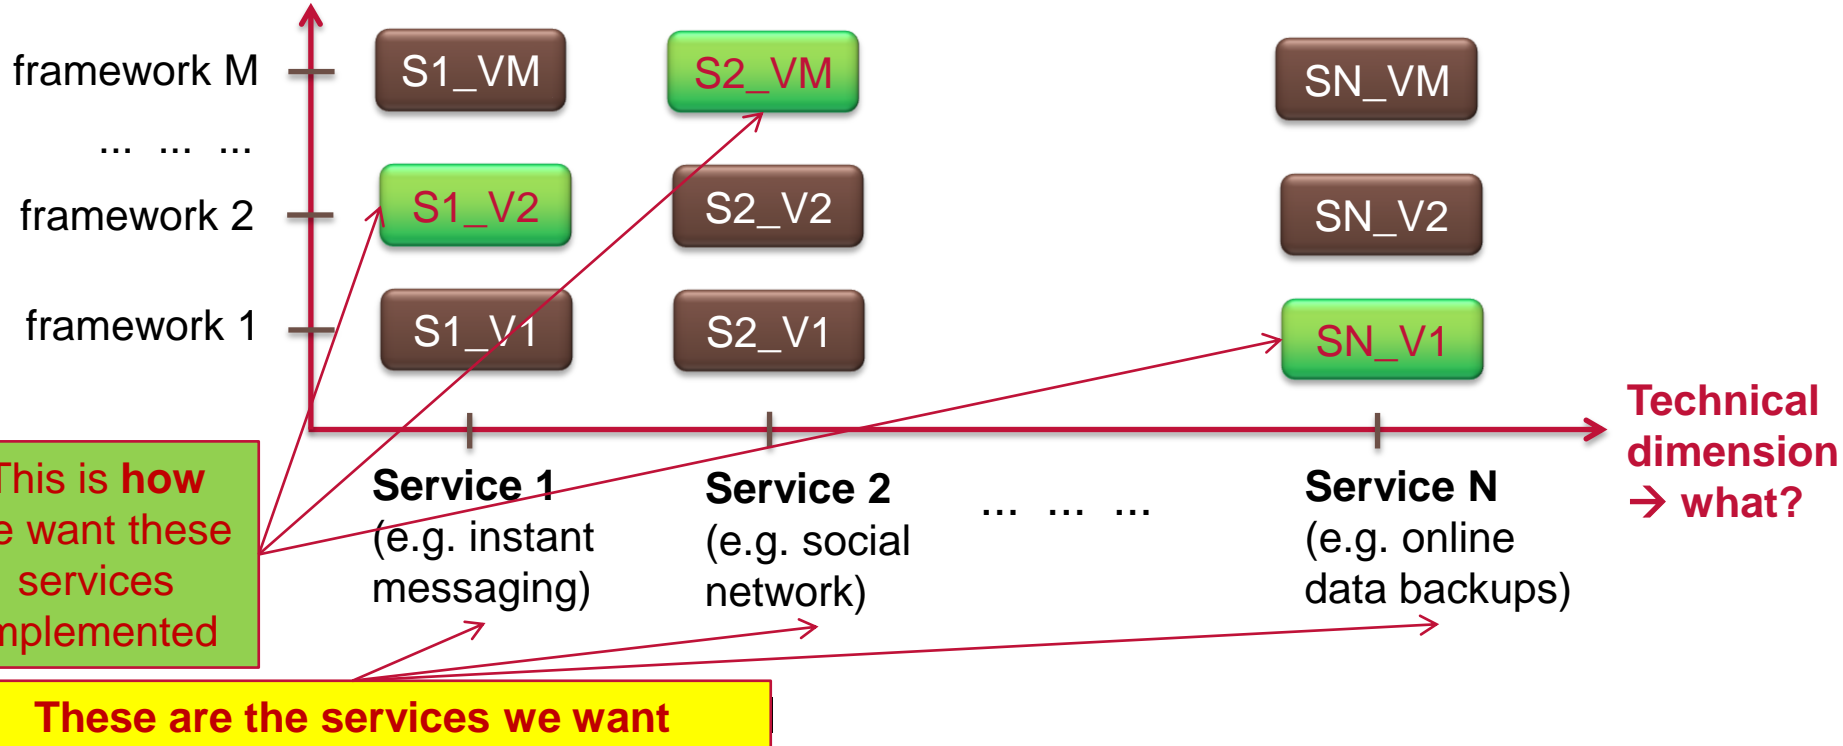 framework M
S1_VM
S2_VM
SN_VM
... ... ...
framework 2
S1_V2
S2_V2
SN_V2
framework 1
S1_V1
S2_V1
SN_V1
Technical
dimension
→ what?
This is how
want these
services
Service 1
(e.g. instant
messaging)
Service 2
(e.g. social
network)
... ... ...
Service N
(e.g. online
data backups)
These are the services we want